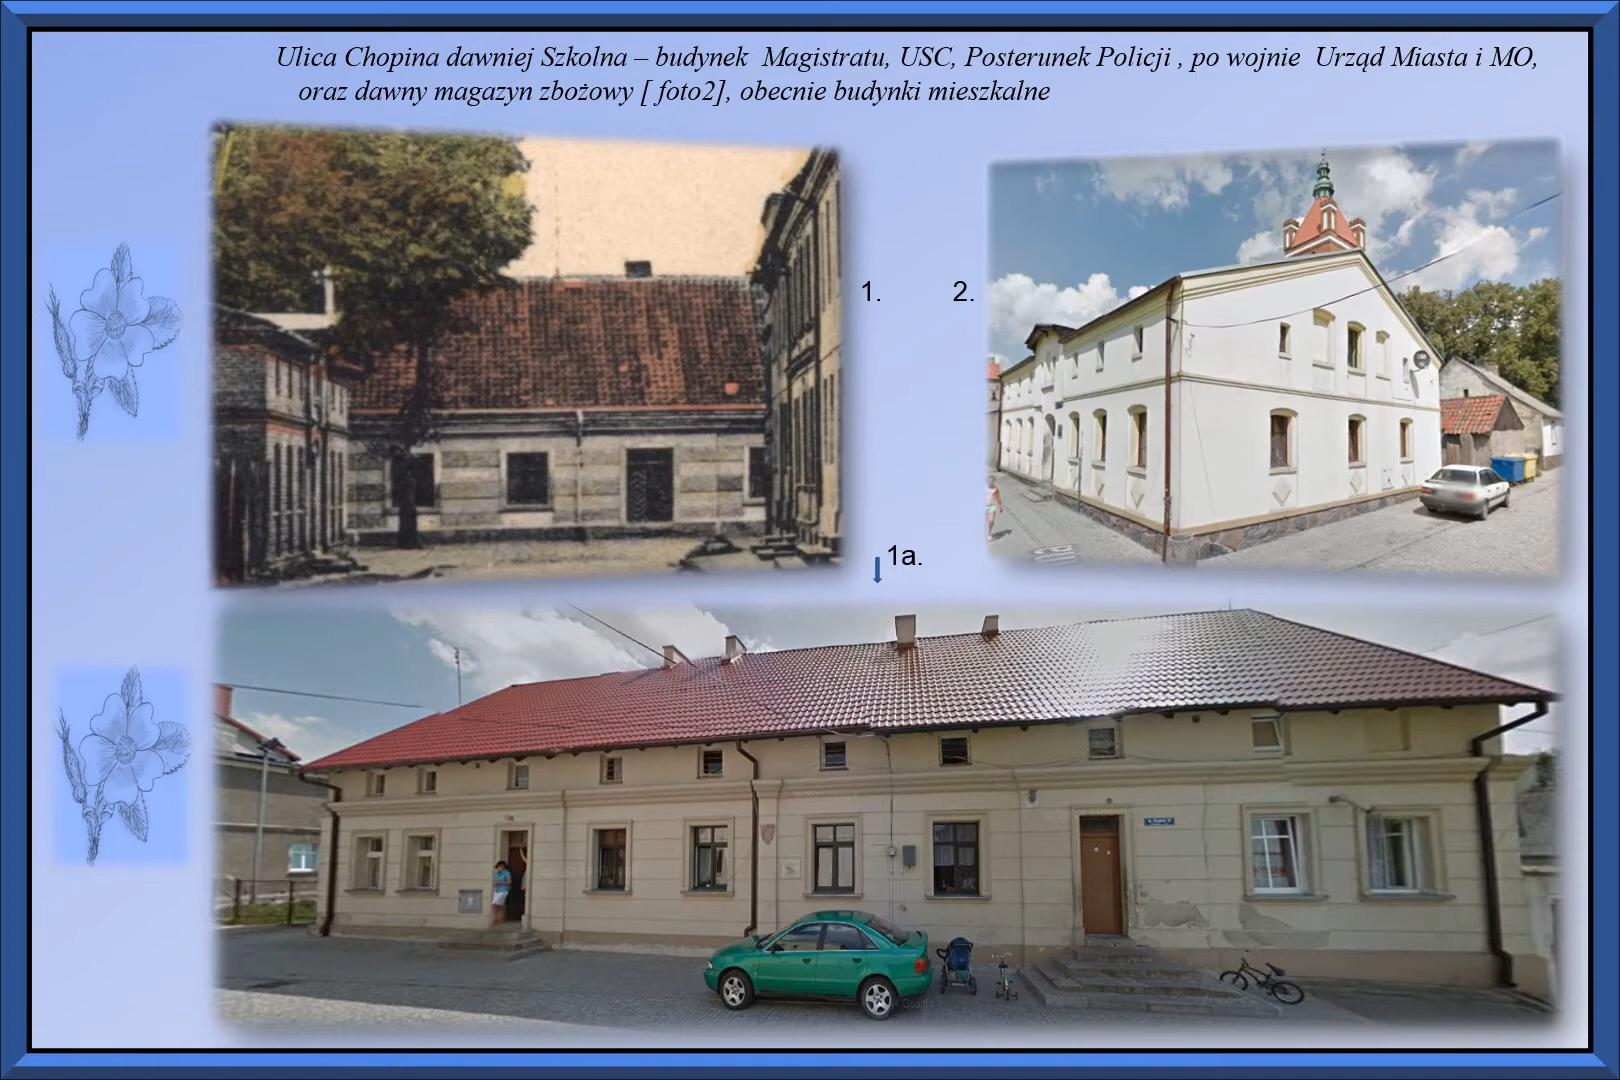 Ulica Chopina dawniej Szkolna – budynek Magistratu, USC, Posterunek Policji , po wojnie Urząd Miasta i MO,
oraz dawny magazyn zbożowy [ foto2], obecnie budynki mieszkalne
1.
2.
1a.